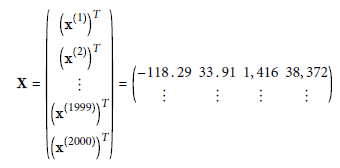 X = ( (x^(1))^T (x^(2))^T ⋮ (x^(1999))^T (x^(2000))^T ) = ( −118.29 33.91 1,416 38,372 ⋮ ⋮ ⋮ ⋮ )